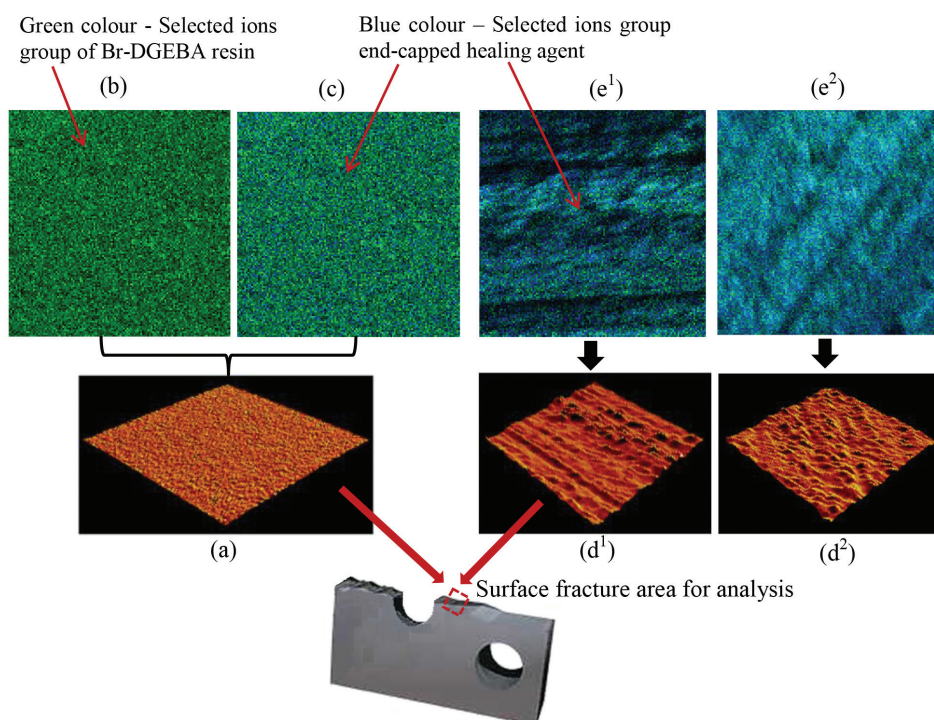 Green colour - Selected ions
group of Br-DGEBA resin
Blue colour – Selected ions group
end-capped healing agent
(b)
(c)
(e¹)
(e²)
(a)
(d¹)
(d²)
Surface fracture area for analysis